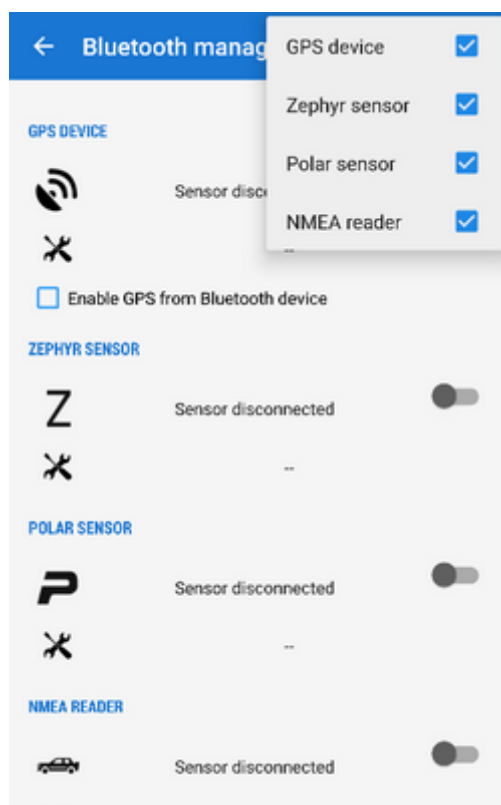 Bluetooth manag
GPS device
Zephyr sensor
Polar sensor
NMEA reader
GPS DEVICE
Sensor disc
--
Enable GPS from Bluetooth device
ZEPHYR SENSOR
Z
Sensor disconnected
--
POLAR SENSOR
Sensor disconnected
--
NMEA READER
Sensor disconnected